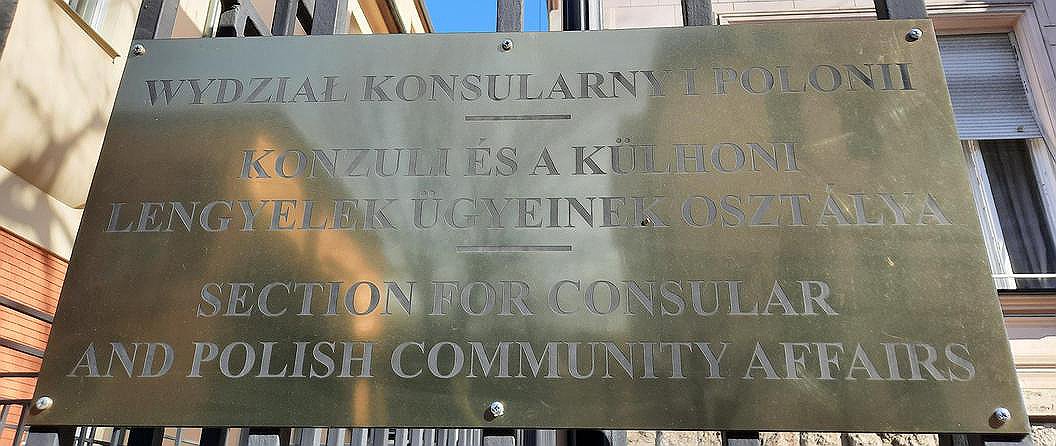 WYDZIAŁ KONSULARNY I POLONII
KONZULI ÉS A KÜLHONI
LENGYELEK ÜGYEINEK OSZTÁLYA
SECTION FOR CONSULAR
AND POLISH COMMUNITY AFFAIRS